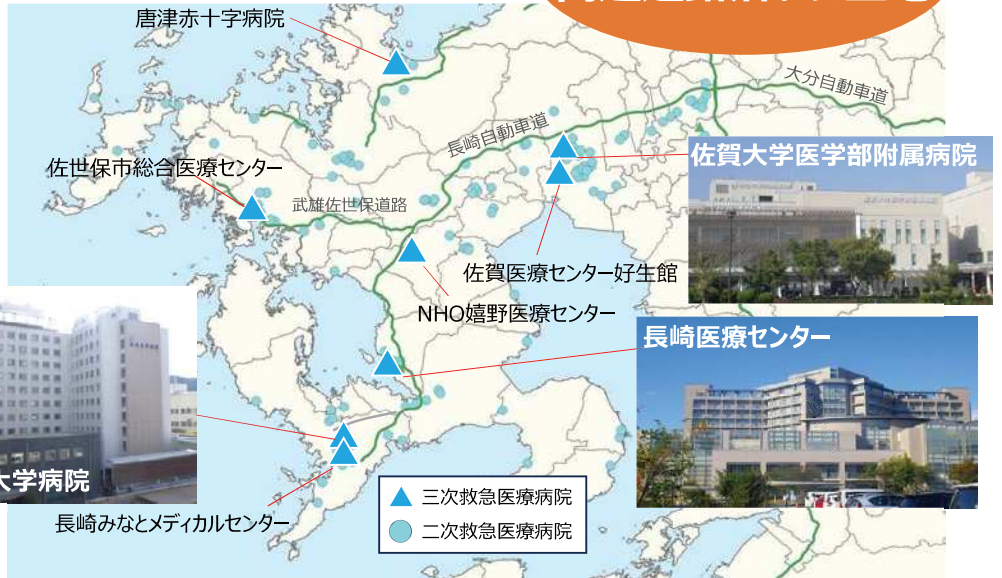 唐津赤十字病院
大分自動車道
長崎自動車道
佐賀大学医学部附属病院
佐世保市総合医療センター
武雄佐世保道路
佐賀医療センター好生館
NHO嬉野医療センター
長崎医療センター
大学病院
三次救急医療病院
二次救急医療病院
長崎みなとメディカルセンター